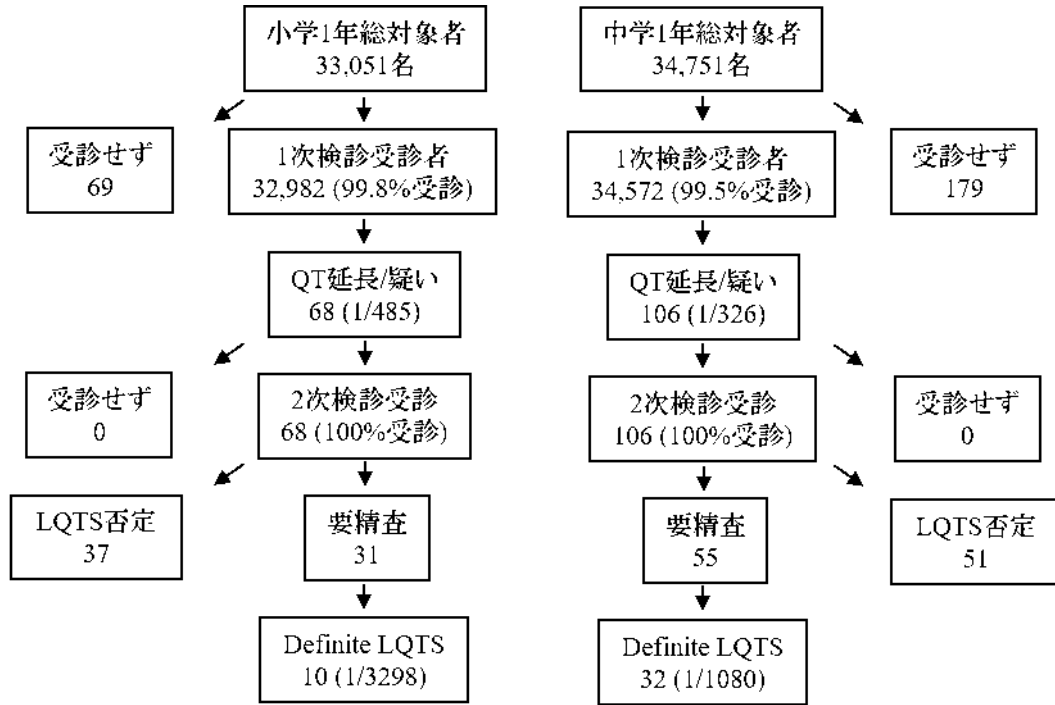 小学1年総対象者
33,051名
受診せず
69
1次検診受診者
32,982 (99.8%受診)
QT延長/疑い
68 (1/485)
受診せず
0
2次検診受診
68 (100%受診)
LQTS否定
37
要精査
31
Definite LQTS
10 (1/3298)
中学1年総対象者
34,751名
1次検診受診者
34,572 (99.5%受診)
受診せず
179
QT延長/疑い
106 (1/326)
2次検診受診
106 (100%受診)
受診せず
0
要精査
55
LQTS否定
51
Definite LQTS
32 (1/1080)